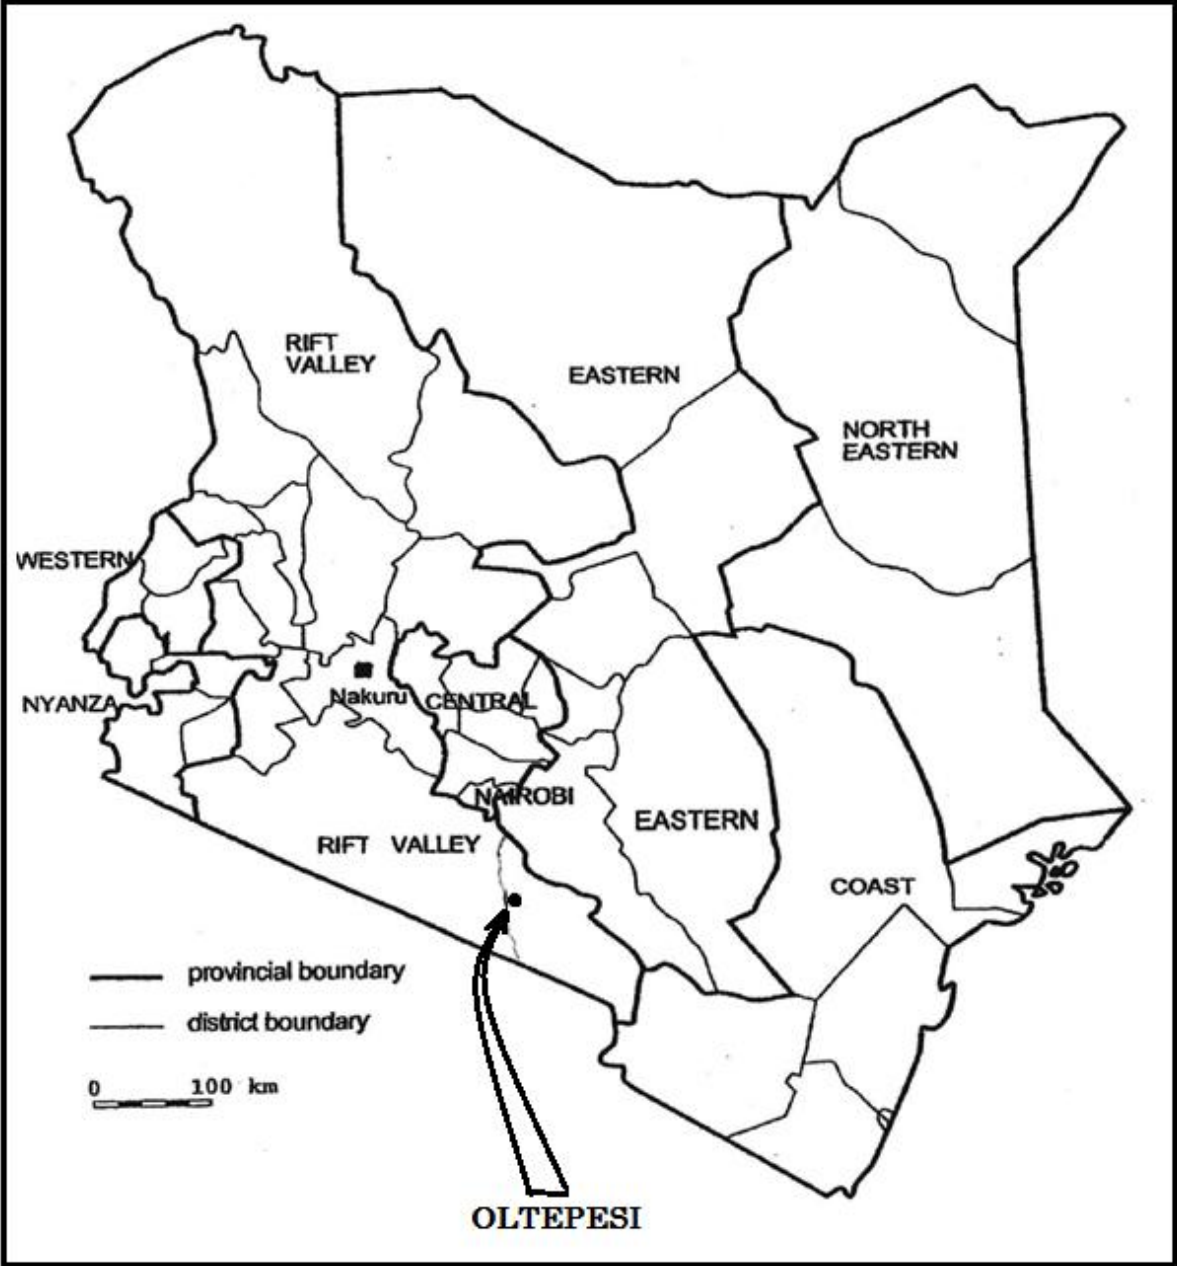 RIFT
VALLEY
EASTERN
NORTH
EASTERN
WESTERN
NYANZA
Nakuru
CENTRAL
NAIROBI
EASTERN
RIFT VALLEY
COAST
provincial boundary
district boundary
0 100 km
OLTEPESI